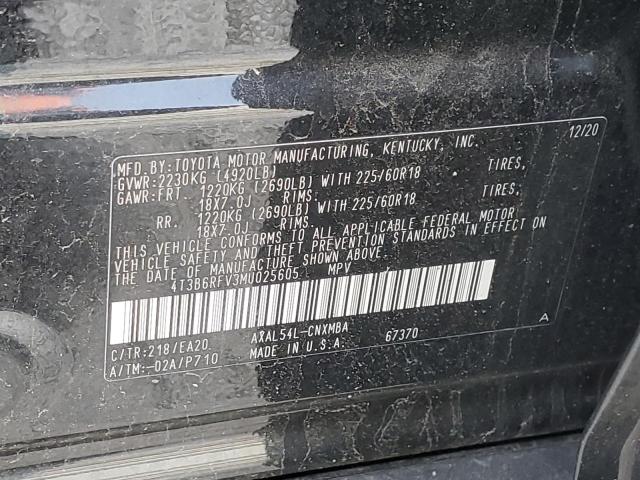 MFD.BY:TOYOTA MOTOR MANUFACTURING, KENTUCKY, INC. 12/20
GVWR:2230KG (4920LB)
GAWR:FRT 1220KG (2690LB) WITH 225/60R18 TIRES,
18X7.0J RIMS.
RR. 1220KG (2690LB) WITH 225/60R18 TIRES,
18X7.0J RIMS.
THIS VEHICLE CONFORMS TO ALL APPLICABLE FEDERAL MOTOR
VEHICLE SAFETY AND THEFT PREVENTION STANDARDS IN EFFECT ON
THE DATE OF MANUFACTURE SHOWN ABOVE.
4T3B6RFV3MU025605 MPV
C/TR:218/EA20 AXAL54L-CNXMBA 67370 A
A/TM:-02A/P710 MADE IN U.S.A.